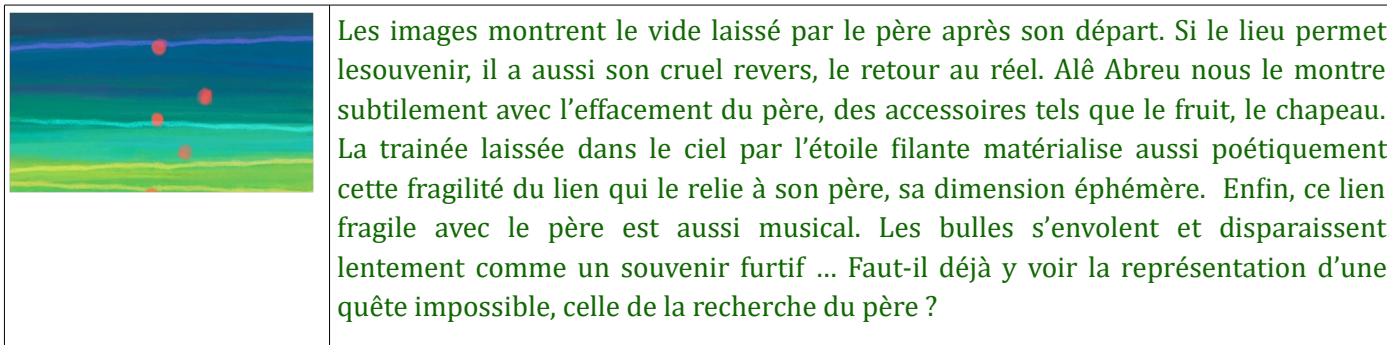 Les images montrent le vide laissé par le père après son départ. Si le lieu permet
lesouvenir, il a aussi son cruel revers, le retour au réel. Alê Abreu nous le montre
subtilement avec l’effacement du père, des accessoires tels que le fruit, le chapeau.
La trainée laissée dans le ciel par l’étoile filante matérialise aussi poétiquement
cette fragilité du lien qui le relie à son père, sa dimension éphémère.  Enfin, ce lien
fragile avec le père est aussi musical. Les bulles s’envolent et disparaissent
lentement comme un souvenir furtif … Faut-il déjà y voir la représentation d’une
quête impossible, celle de la recherche du père ?